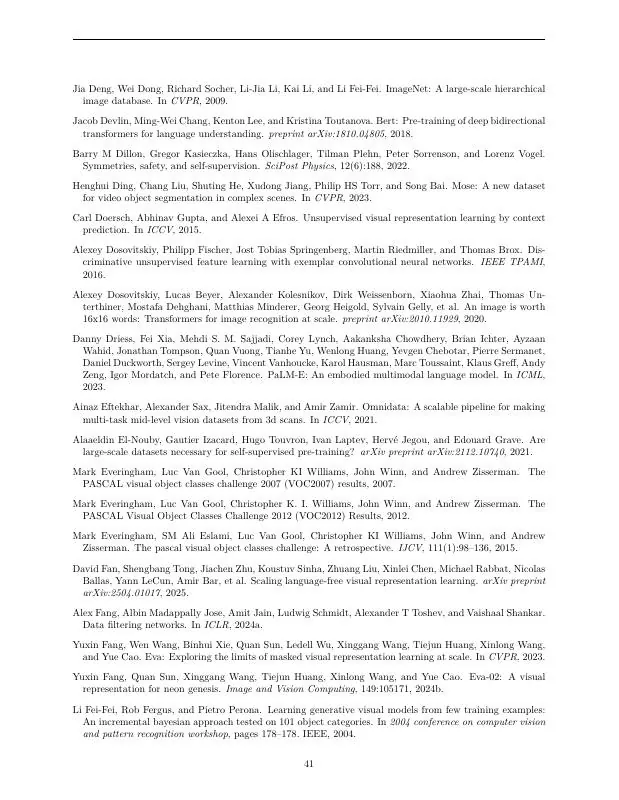 Jia Deng, Wei Dong, Richard Socher, Li-Jia Li, Kai Li, and Li Fei-Fei. ImageNet: A large-scale hierarchical
image database. In CVPR, 2009.
Jacob Devlin, Ming-Wei Chang, Kenton Lee, and Kristina Toutanova. Bert: Pre-training of deep bidirectional
transformers for language understanding. preprint arXiv:1810.04805, 2018.
Barry M Dillon, Gregor Kasieczka, Hans Olischlager, Tilman Plehn, Peter Sorrenson, and Lorenz Vogel.
Symmetries, safety, and self-supervision. SciPost Physics, 12(6):188, 2022.
Henghui Ding, Chang Liu, Shuting He, Xudong Jiang, Philip HS Torr, and Song Bai. Mose: A new dataset
for video object segmentation in complex scenes. In CVPR, 2023.
Carl Doersch, Abhinav Gupta, and Alexei A Efros. Unsupervised visual representation learning by context
prediction. In ICCV, 2015.
Alexey Dosovitskiy, Philipp Fischer, Jost Tobias Springenberg, Martin Riedmiller, and Thomas Brox. Dis-
criminative unsupervised feature learning with exemplar convolutional neural networks. IEEE TPAMI,
2016.
Alexey Dosovitskiy, Lucas Beyer, Alexander Kolesnikov, Dirk Weissenborn, Xiaohua Zhai, Thomas Un-
terthiner, Mostafa Dehghani, Matthias Minderer, Georg Heigold, Sylvain Gelly, et al. An image is worth
16x16 words: Transformers for image recognition at scale. preprint arXiv:2010.11929, 2020.
Danny Driess, Fei Xia, Mehdi S. M. Sajjadi, Corey Lynch, Aakanksha Chowdhery, Brian Ichter, Ayzaan
Wahid, Jonathan Tompson, Quan Vuong, Tianhe Yu, Wenlong Huang, Yevgen Chebotar, Pierre Sermanet,
Daniel Duckworth, Sergey Levine, Vincent Vanhoucke, Karol Hausman, Marc Toussaint, Klaus Greff, Andy
Zeng, Igor Mordatch, and Pete Florence. PaLM-E: An embodied multimodal language model. In ICML,
2023.
Ainaz Eftekhar, Alexander Sax, Jitendra Malik, and Amir Zamir. Omnidata: A scalable pipeline for making
multi-task mid-level vision datasets from 3d scans. In ICCV, 2021.
Alaaeldin El-Nouby, Gautier Izacard, Hugo Touvron, Ivan Laptev, Hervé Jegou, and Edouard Grave. Are
large-scale datasets necessary for self-supervised pre-training? arXiv preprint arXiv:2112.10740, 2021.
Mark Everingham, Luc Van Gool, Christopher KI Williams, John Winn, and Andrew Zisserman. The
PASCAL visual object classes challenge 2007 (VOC2007) results, 2007.
Mark Everingham, Luc Van Gool, Christopher K. I. Williams, John Winn, and Andrew Zisserman. The
PASCAL Visual Object Classes Challenge 2012 (VOC2012) Results, 2012.
Mark Everingham, SM Ali Eslami, Luc Van Gool, Christopher KI Williams, John Winn, and Andrew
Zisserman. The pascal visual object classes challenge: A retrospective. IJCV, 111(1):98–136, 2015.
David Fan, Shengbang Tong, Jiachen Zhu, Koustuv Sinha, Zhuang Liu, Xinlei Chen, Michael Rabbat, Nicolas
Ballas, Yann LeCun, Amir Bar, et al. Scaling language-free visual representation learning. arXiv preprint
arXiv:2504.01017, 2025.
Alex Fang, Albin Madappally Jose, Amit Jain, Ludwig Schmidt, Alexander T Toshev, and Vaishaal Shankar.
Data filtering networks. In ICLR, 2024a.
Yuxin Fang, Wen Wang, Binhui Xie, Quan Sun, Ledell Wu, Xinggang Wang, Tiejun Huang, Xinlong Wang,
and Yue Cao. Eva: Exploring the limits of masked visual representation learning at scale. In CVPR, 2023.
Yuxin Fang, Quan Sun, Xinggang Wang, Tiejun Huang, Xinlong Wang, and Yue Cao. Eva-02: A visual
representation for neon genesis. Image and Vision Computing, 149:105171, 2024b.
Li Fei-Fei, Rob Fergus, and Pietro Perona. Learning generative visual models from few training examples:
An incremental bayesian approach tested on 101 object categories. In 2004 conference on computer vision
and pattern recognition workshop, pages 178–178. IEEE, 2004.
41